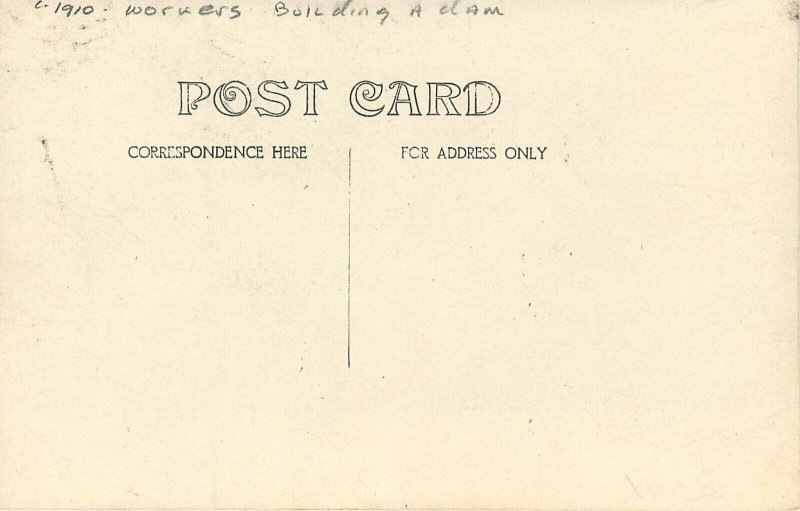 c. 1910. workers Building A dAM
POST CARD
CORRESPONDENCE HERE
FOR ADDRESS ONLY